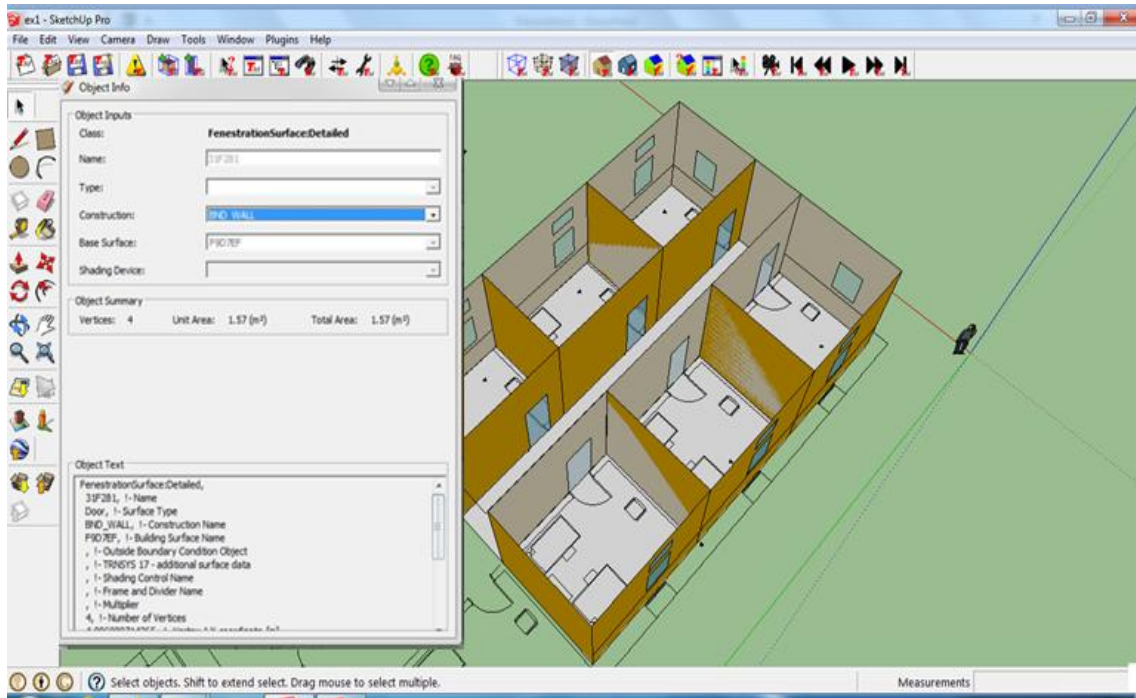 ex1 - SketchUp Pro
File Edit View Camera Draw Tools Window Plugins Help
Object Info
Object Inputs
Class: FenestrationSurface:Detailed
Name: 31F2B1
Type:
Construction: BND_WALL
Base Surface: F9D7EF
Shading Device:
Object Summary
Vertices: 4 Unit Area: 1.57 (m²) Total Area: 1.57 (m²)
Object Text
FenestrationSurface:Detailed,
31F2B1, !- Name
Door, !- Surface Type
BND_WALL, !- Construction Name
F9D7EF, !- Building Surface Name
, !- Outside Boundary Condition Object
, !- TRNSYS 17 - additional surface data
, !- Shading Control Name
, !- Frame and Divider Name
, !- Multiplier
4, !- Number of Vertices
Select objects. Shift to extend select. Drag mouse to select multiple.
Measurements